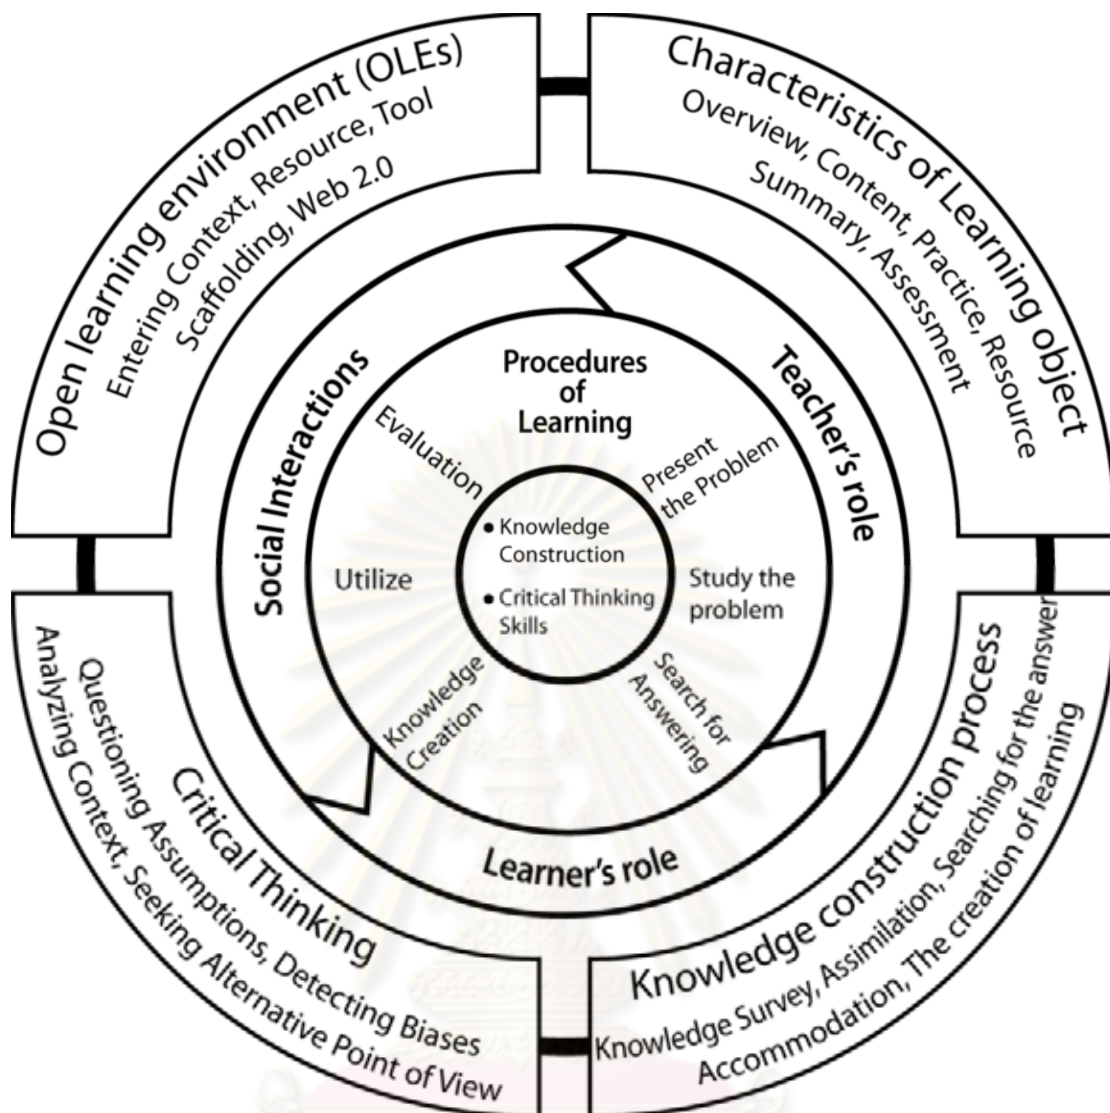 Open learning environment (OLEs)
Entering Context, Resource, Tool
Scaffolding, Web 2.0
Characteristics of Learning object
Overview, Content, Practice, Resource
Summary, Assessment
Social Interactions
Teacher's role
Learner's role
Procedures
of
Learning
Present
the Problem
Study the
problem
Search for
Answering
Knowledge
Creation
Utilize
Evaluation
• Knowledge
Construction
• Critical Thinking
Skills
Critical Thinking
Questioning Assumptions, Detecting Biases
Analyzing Context, Seeking Alternative Point of View
Knowledge construction process
Knowledge Survey, Assimilation, Searching for the answer
Accommodation, The creation of learning